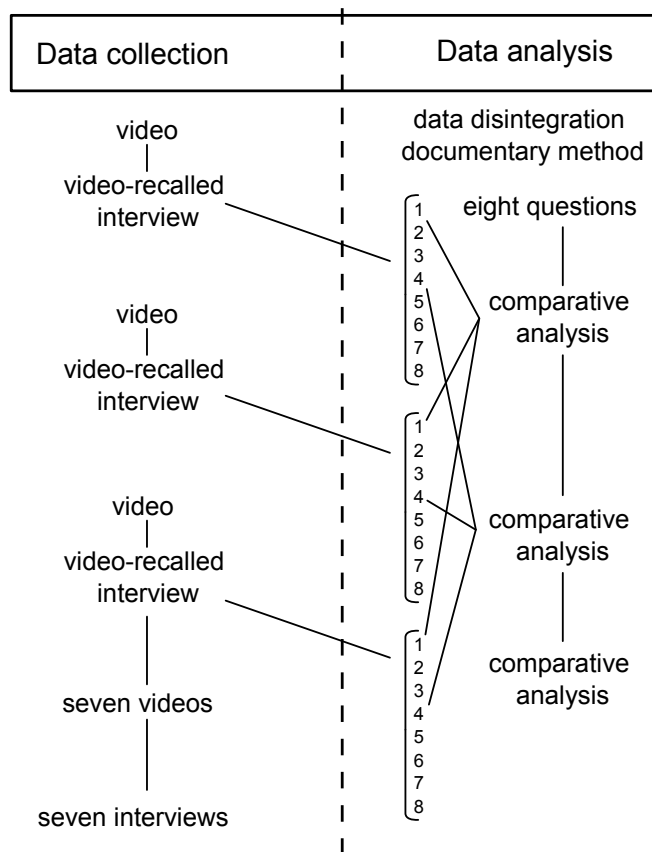 Data collection
Data analysis
video
video-recalled
interview
video
video-recalled
interview
video
video-recalled
interview
seven videos
seven interviews
data disintegration
documentary method
1
2
3
4
5
6
7
8
1
2
3
4
5
6
7
8
1
2
3
4
5
6
7
8
eight questions
comparative
analysis
comparative
analysis
comparative
analysis